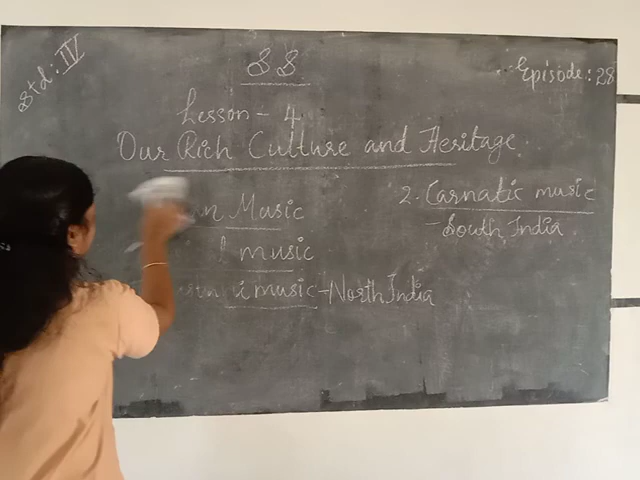 Std: IV
SS
Episode: 28
Lesson - 4
Our Rich Culture and Heritage
Music
music
music - North India
2. Carnatic music
- South India